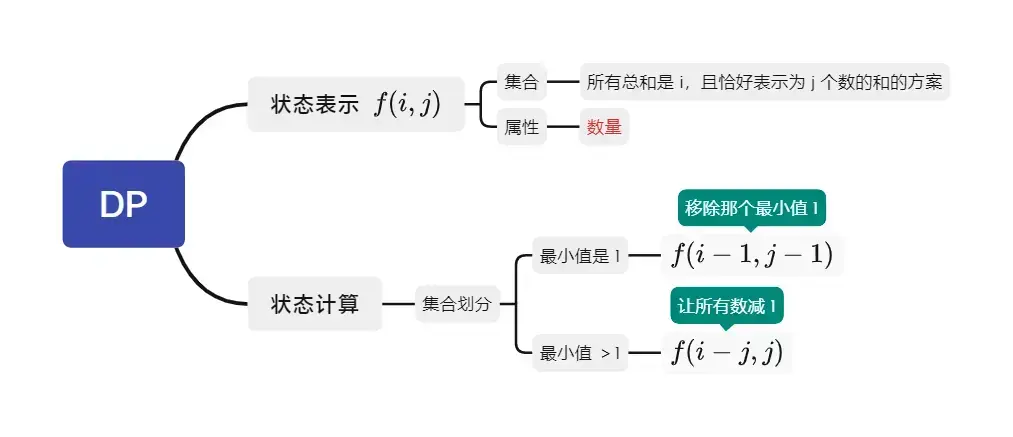 DP
状态表示 f(i, j)
集合
所有总和是 i，且恰好表示为 j 个数的和的方案
属性
数量
状态计算
集合划分
最小值是 1
移除那个最小值 1
f(i − 1, j − 1)
最小值 >1
让所有数减 1
f(i − j, j)